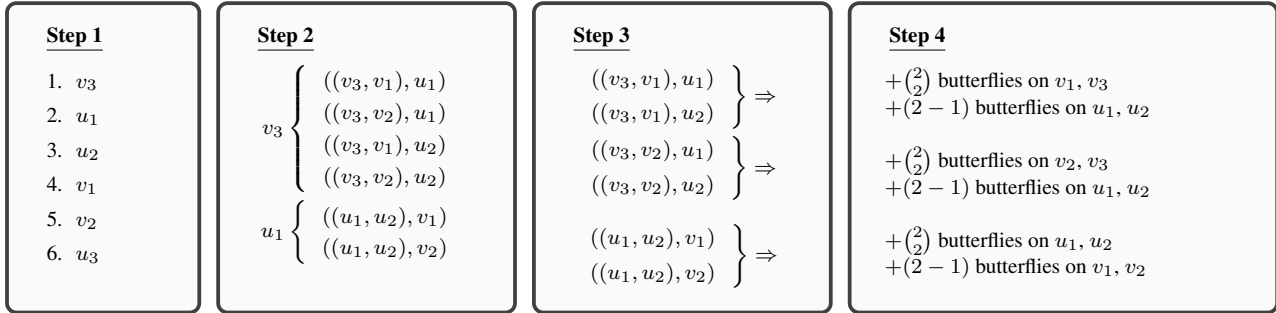 Step 1
1. v₃
2. u₁
3. u₂
4. v₁
5. v₂
6. u₃
Step 2
v₃ { ((v₃, v₁), u₁)
((v₃, v₂), u₁)
((v₃, v₁), u₂)
((v₃, v₂), u₂)
u₁ { ((u₁, u₂), v₁)
((u₁, u₂), v₂)
Step 3
((v₃, v₁), u₁)
((v₃, v₁), u₂) } ⇒
((v₃, v₂), u₁)
((v₃, v₂), u₂) } ⇒
((u₁, u₂), v₁)
((u₁, u₂), v₂) } ⇒
Step 4
+(2 2) butterflies on v₁, v₃
+(2 − 1) butterflies on u₁, u₂
+(2 2) butterflies on v₂, v₃
+(2 − 1) butterflies on u₁, u₂
+(2 2) butterflies on u₁, u₂
+(2 − 1) butterflies on v₁, v₂